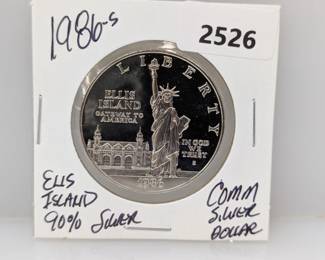 1986-S
2526
LIBERTY
ELLIS
ISLAND
GATEWAY TO
AMERICA
IN GOD
WE
TRUST
S
1986
ELLIS
ISLAND
90% SILVER
COMM
SILVER
DOLLAR